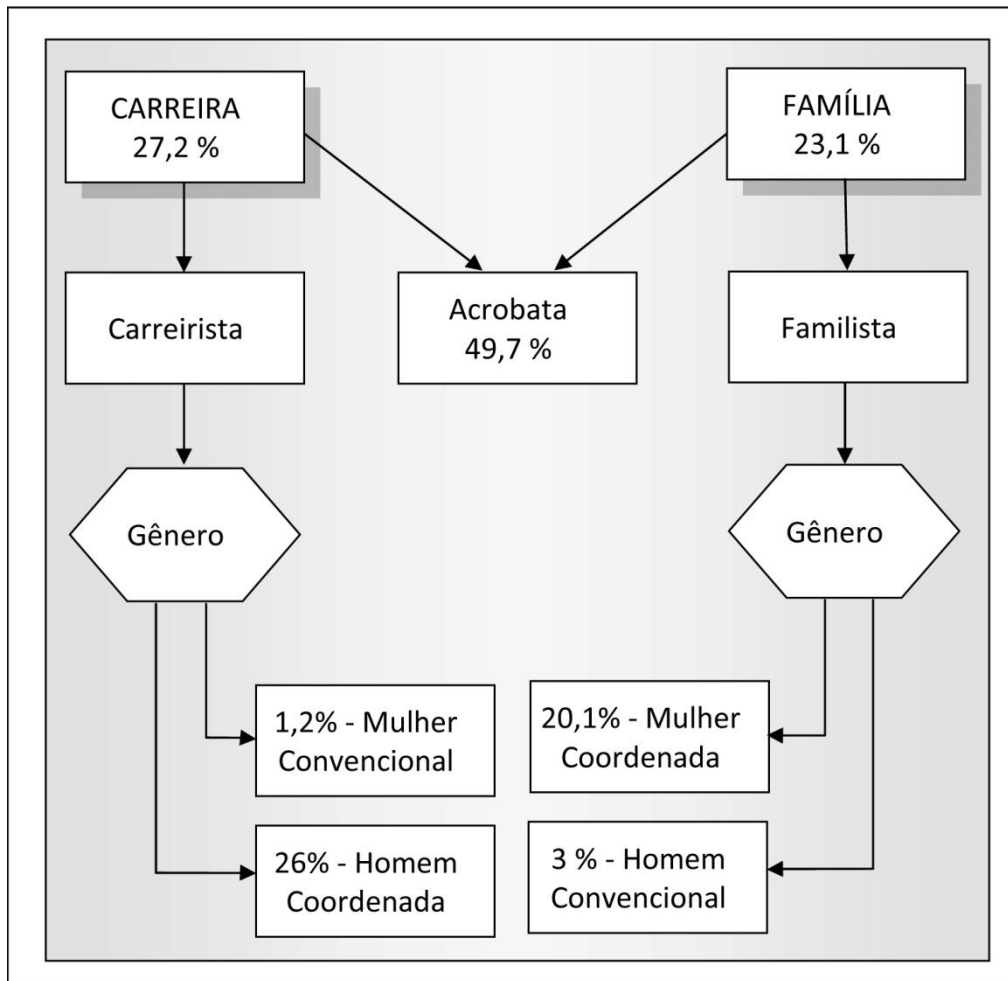 CARREIRA
27,2 %
FAMÍLIA
23,1 %
Carreirista
Acrobata
49,7 %
Familista
Gênero
Gênero
1,2% - Mulher
Convencional
20,1% - Mulher
Coordenada
26% - Homem
Coordenada
3 % - Homem
Convencional